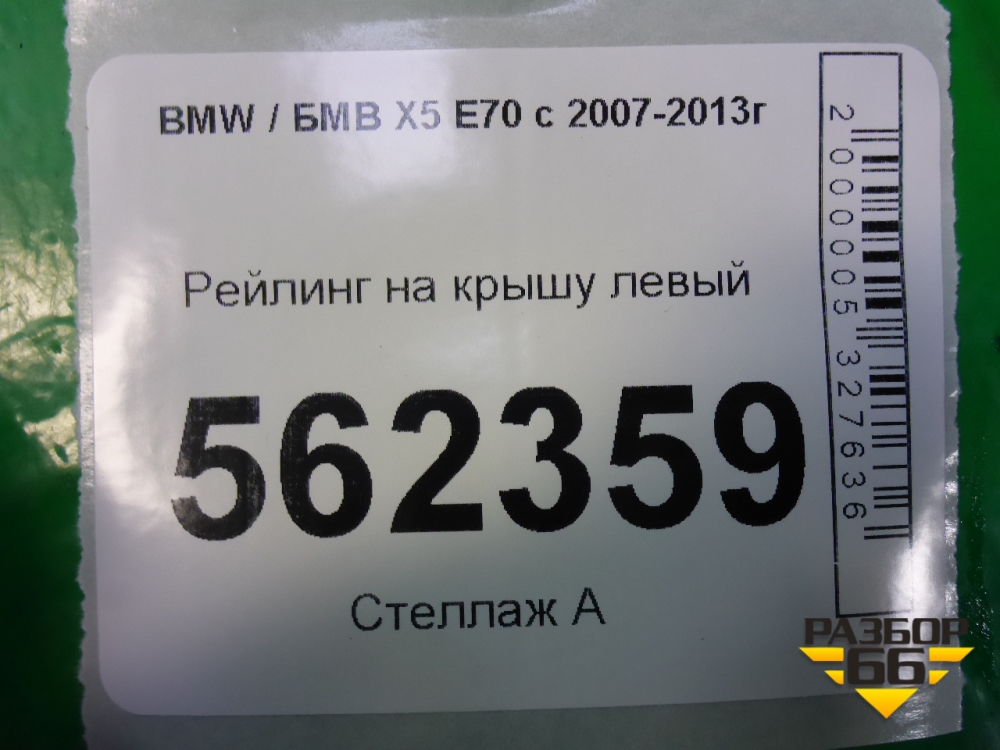 BMW / БМВ X5 E70 с 2007-2013г
Рейлинг на крышу левый
562359
Стеллаж А
2000005327636
РАЗБОР
66